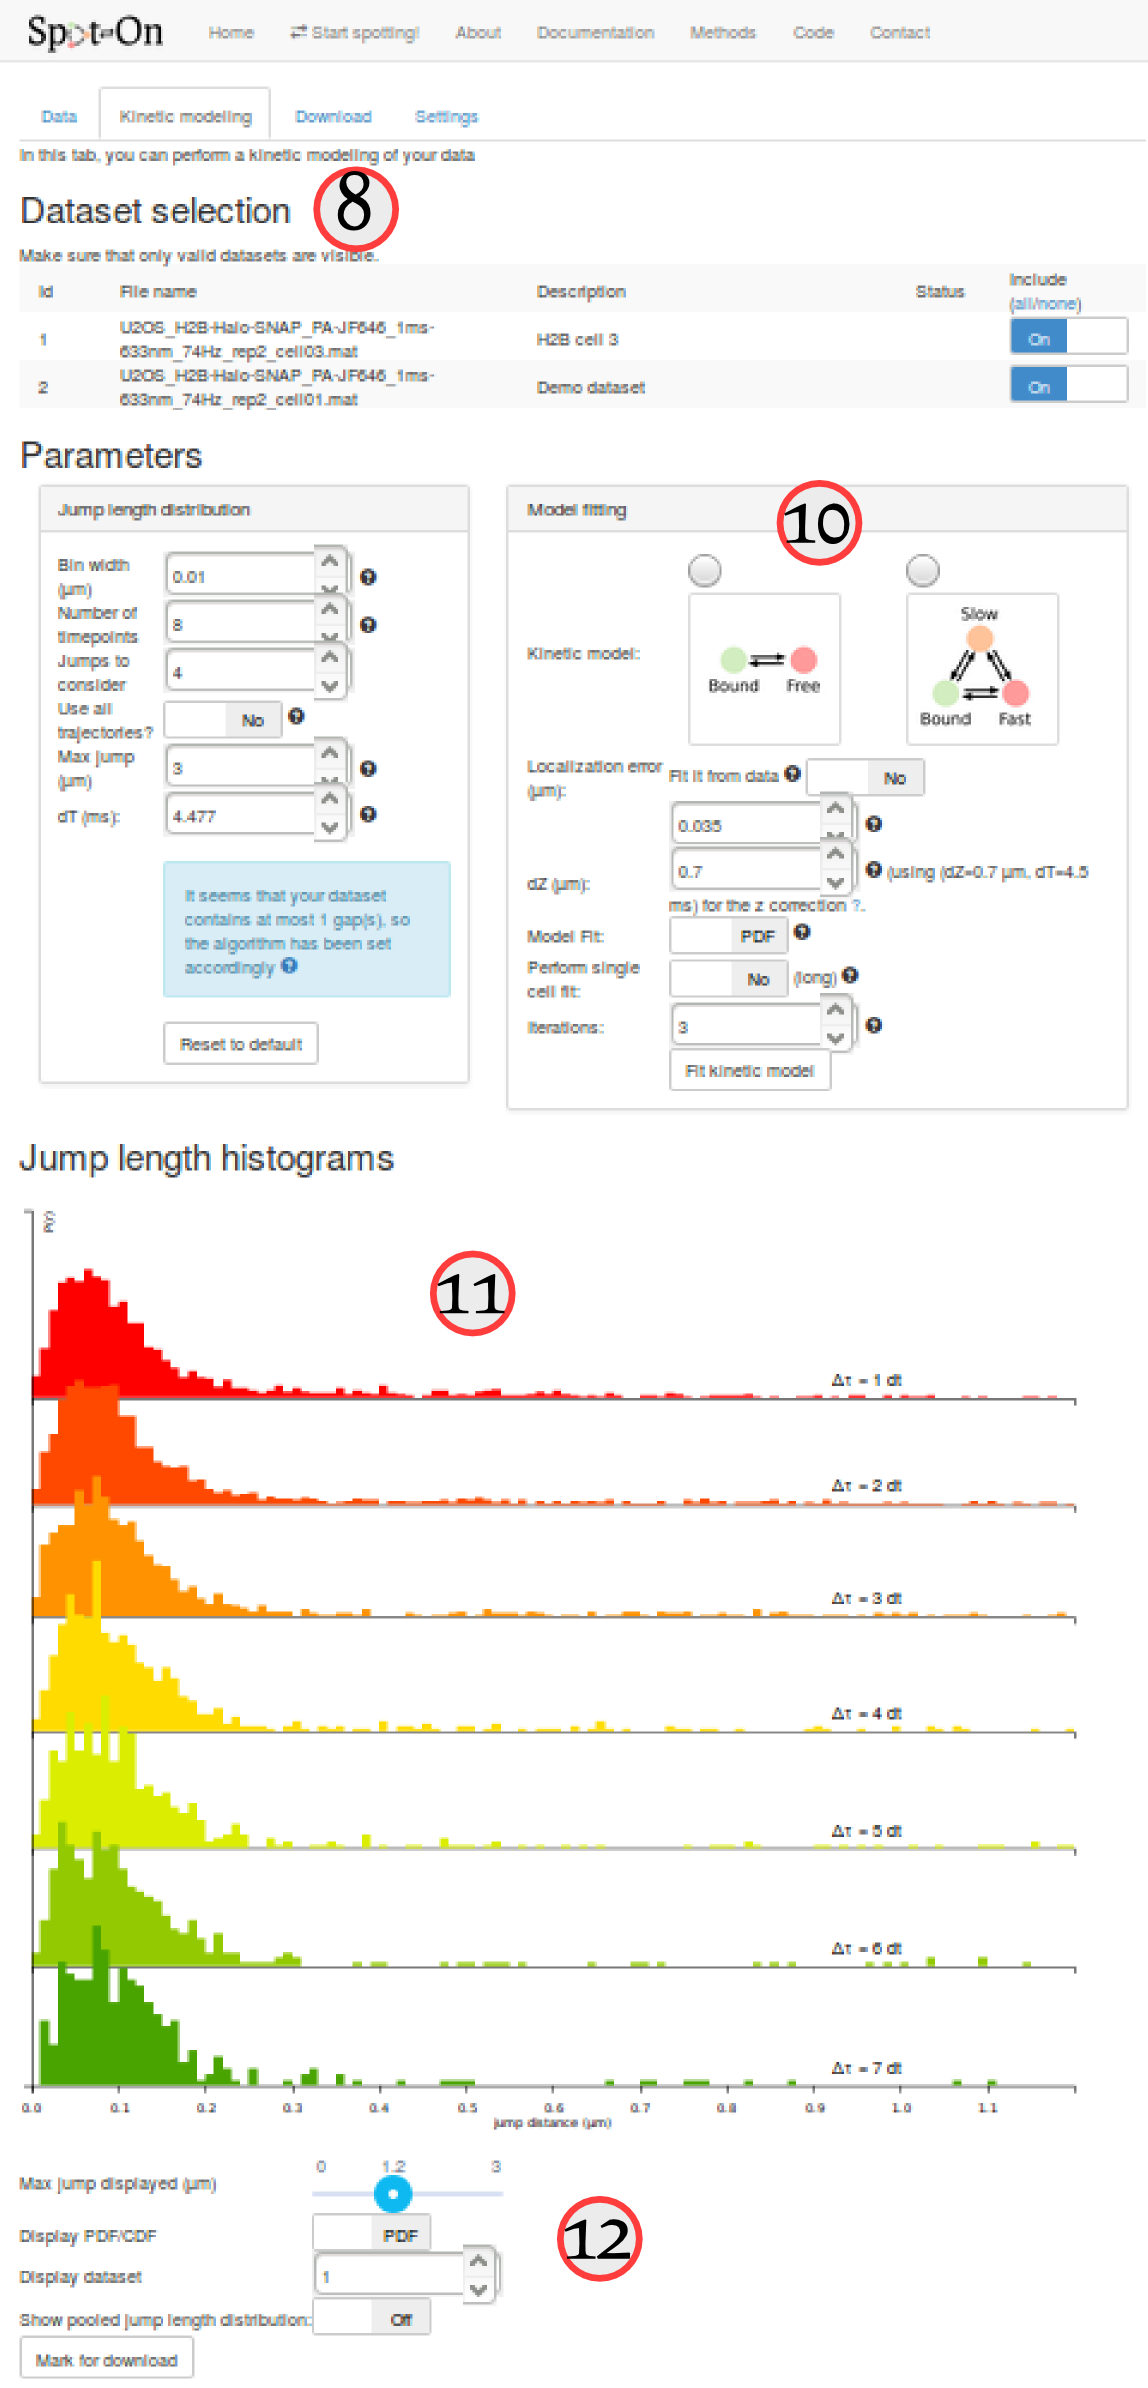 Spot-On Home ⇄ Start spotting! About Documentation Methods Code Contact
Data Kinetic modeling Download Settings
In this tab, you can perform a kinetic modeling of your data
Dataset selection 8
Make sure that only valid datasets are visible.
Id File name Description Status Include (all/none)
1 U2OS_H2B-Halo-SNAP_PA-JF646_1ms-
633nm_74Hz_rep2_cell03.mat H2B cell 3 On
2 U2OS_H2B-Halo-SNAP_PA-JF646_1ms-
633nm_74Hz_rep2_cell01.mat Demo dataset On
Parameters
Jump length distribution
Bin width
(µm) 0.01
Number of
timepoints 8
Jumps to
consider 4
Use all
trajectories? No
Max jump
(µm) 3
dT (ms): 4.477
It seems that your dataset
contains at most 1 gap(s), so
the algorithm has been set
accordingly
Reset to default
Model fitting 10
Kinetic model:
Bound Free
Slow
Bound Fast
Localization error
(µm): Fit it from data No
0.035
dZ (µm): 0.7 (using (dZ=0.7 µm, dT=4.5
ms) for the z correction ?.
Model Fit: PDF
Perform single
cell fit: No (long)
Iterations: 3
Fit kinetic model
Jump length histograms
PDF
11
Δτ = 1 dt
Δτ = 2 dt
Δτ = 3 dt
Δτ = 4 dt
Δτ = 5 dt
Δτ = 6 dt
Δτ = 7 dt
0.0 0.1 0.2 0.3 0.4 0.5 0.6 0.7 0.8 0.9 1.0 1.1
jump distance (µm)
Max jump displayed (µm) 0 1.2 3
12
Display PDF/CDF PDF
Display dataset 1
Show pooled jump length distribution: Off
Mark for download